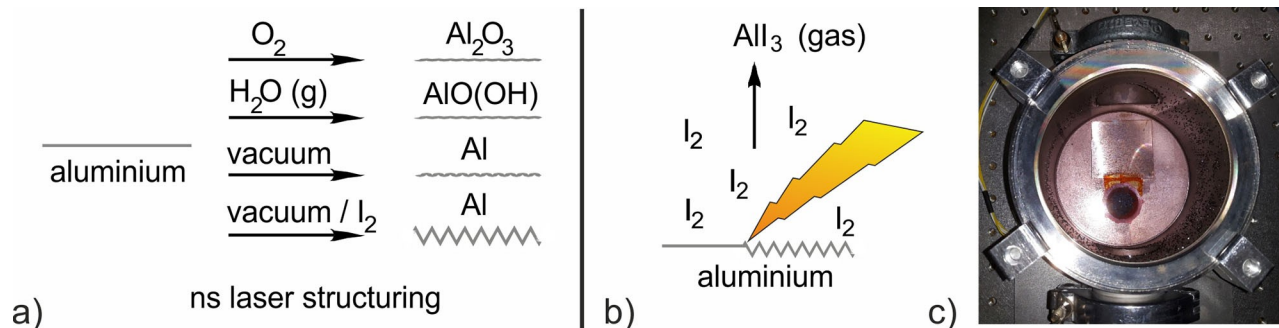 O2
Al2O3
H2O (g)
AlO(OH)
aluminium
vacuum
Al
vacuum / I2
Al
ns laser structuring
a)
AlI3 (gas)
I2
I2
I2
I2
I2
aluminium
b)
c)